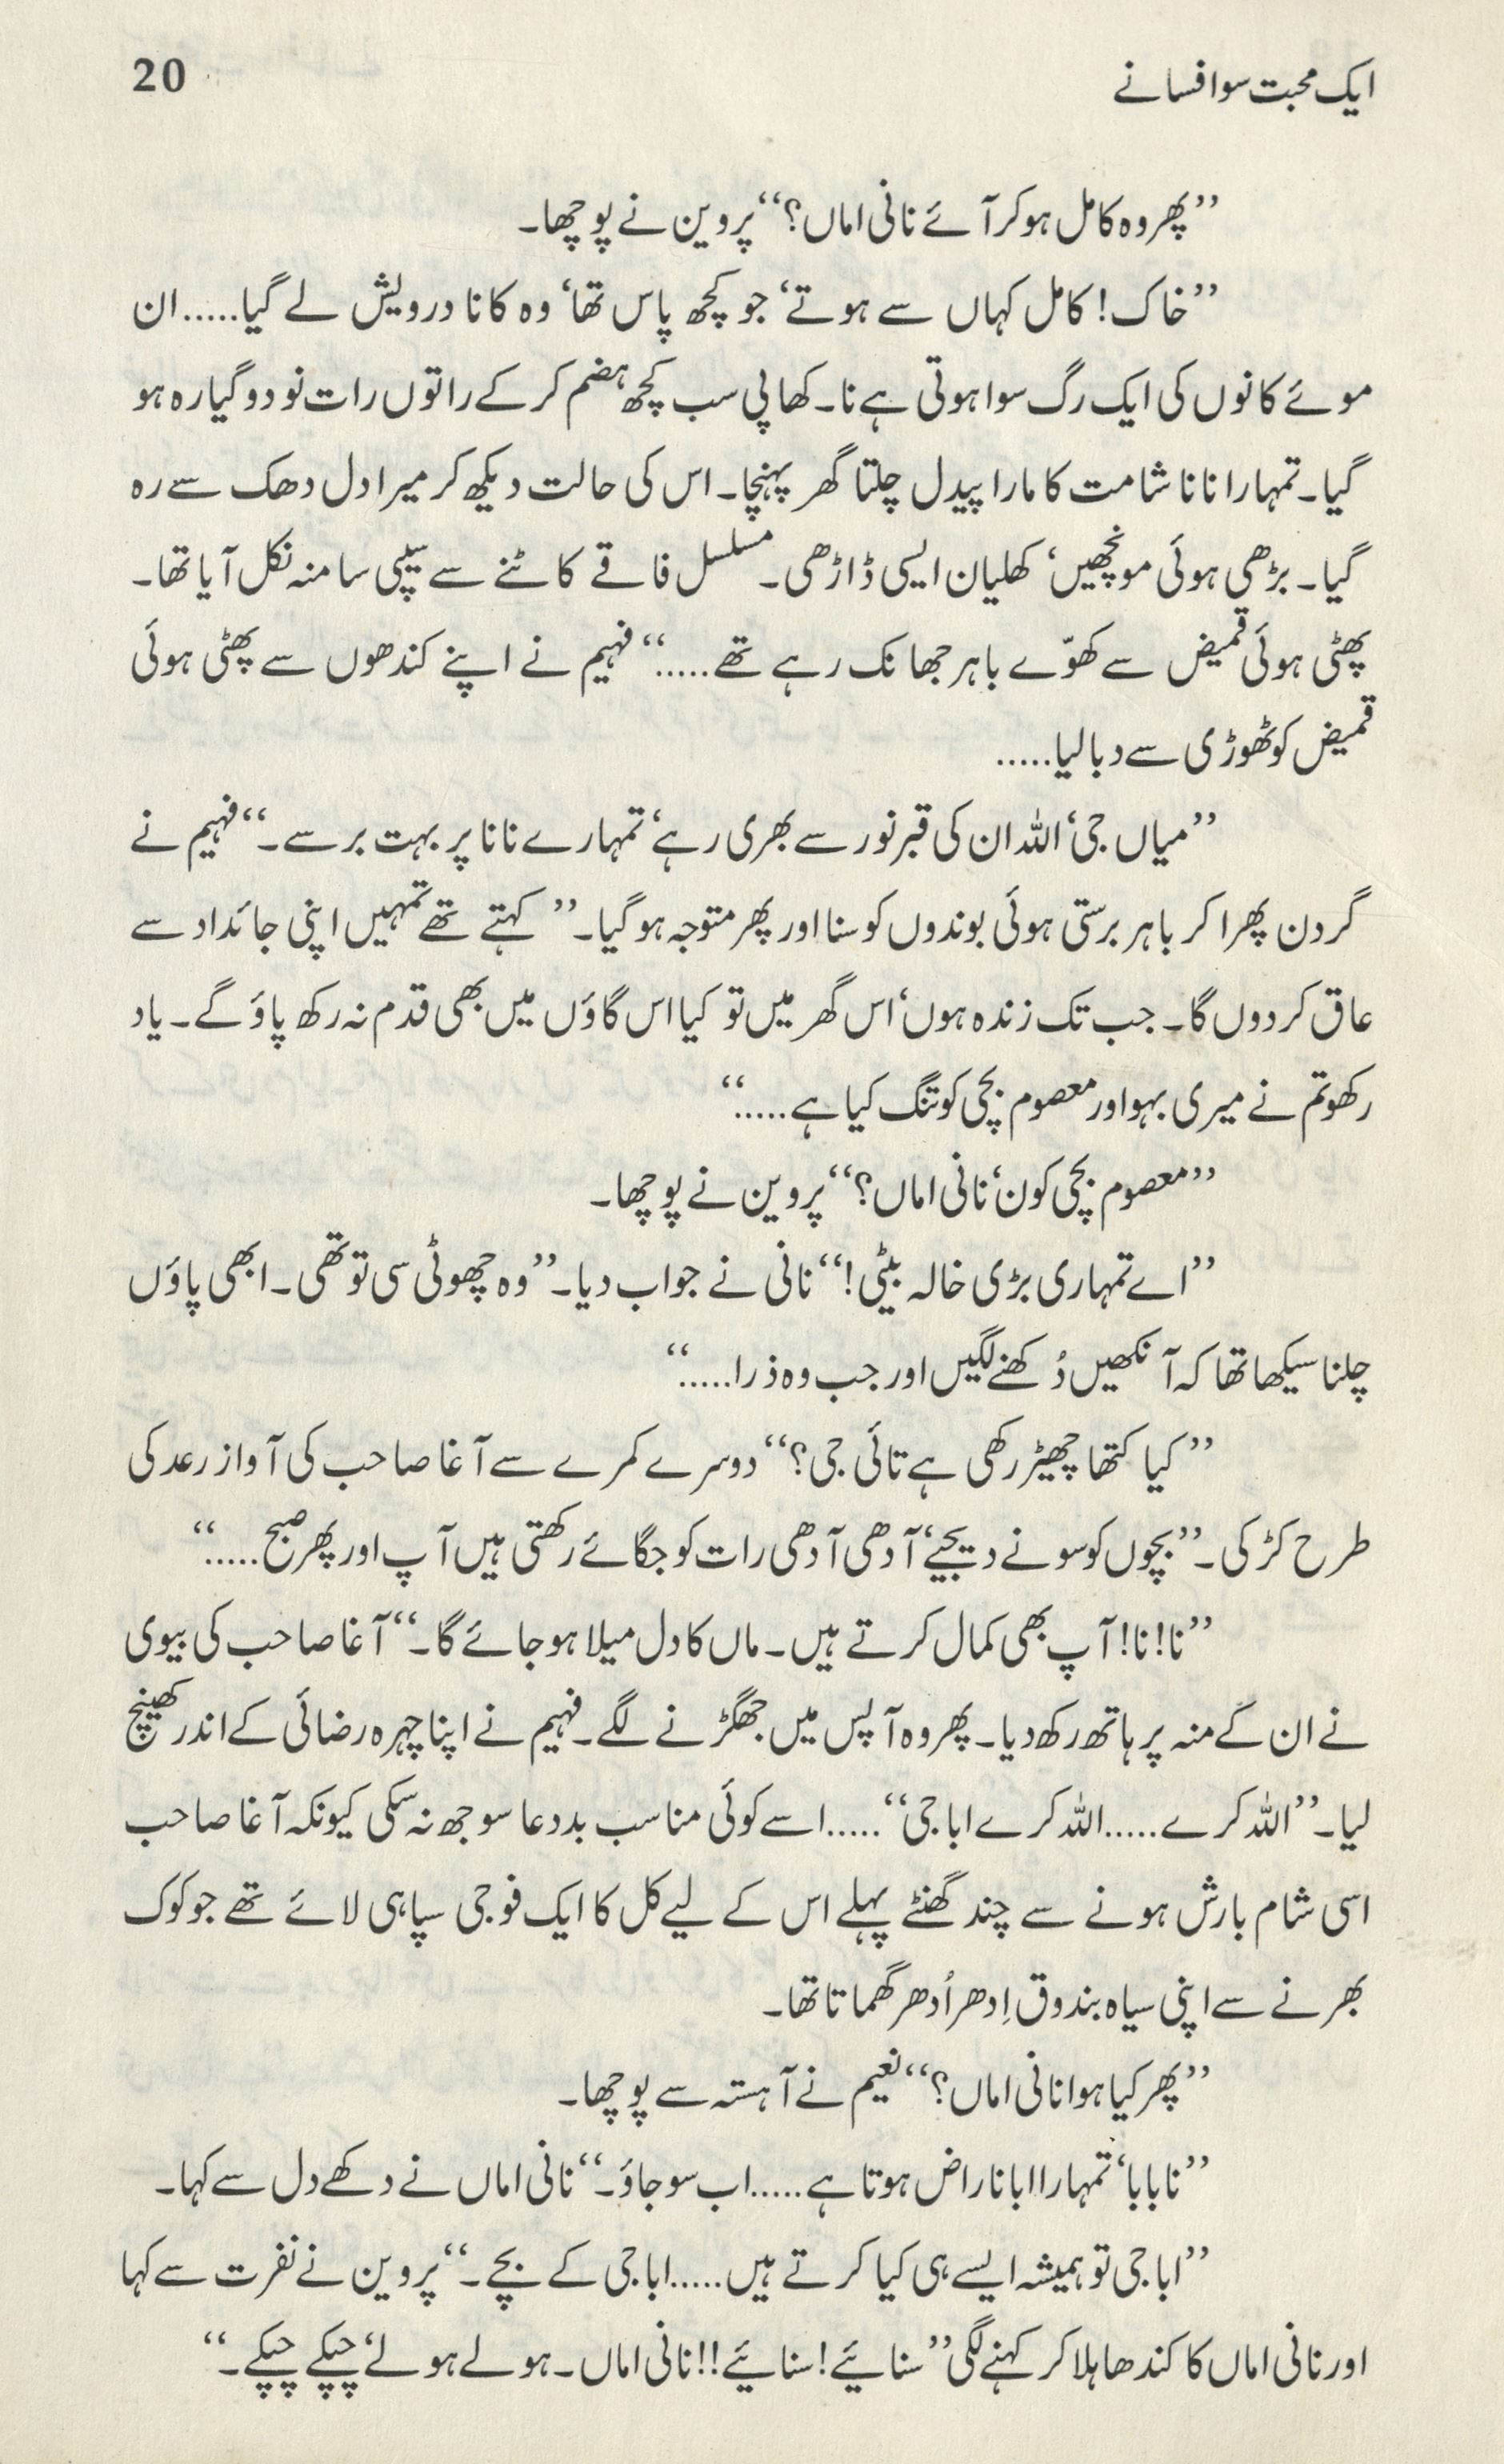 ایک محبت سو افسانے
20
’’پھر وہ کامل ہو کر آئے نانی اماں؟‘‘ پروین نے پوچھا۔
’’خاک! کامل کہاں سے ہوتے‘ جو کچھ پاس تھا‘ وہ کانا درویش لے گیا.....ان
موئے کانوں کی ایک رگ سوا ہوتی ہے نا۔ کھا پی سب کچھ ہضم کر کے راتوں رات نو دو گیارہ ہو
گیا۔ تمہارا نانا شامت کا مارا پیدل چلتا گھر پہنچا۔ اس کی حالت دیکھ کر میرا دل دھک سے رہ
گیا۔ بڑھی ہوئی مونچھیں‘ کھلیان ایسی ڈاڑھی۔ مسلسل فاقے کاٹنے سے سیپی سا منہ نکل آیا تھا۔
پھٹی ہوئی قمیض سے کھوّے باہر جھانک رہے تھے.....‘‘ فہیم نے اپنے کندھوں سے پھٹی ہوئی
قمیض کو ٹھوڑی سے دبا لیا.....
’’میاں جی‘ اللہ ان کی قبر نور سے بھری رہے‘ تمہارے نانا پر بہت برسے۔‘‘ فہیم نے
گردن پھرا کر باہر برستی ہوئی بوندوں کو سنا اور پھر متوجہ ہو گیا۔ ’’کہتے تھے تمہیں اپنی جائداد سے
عاق کر دوں گا۔ جب تک زندہ ہوں‘ اس گھر میں تو کیا اس گاؤں میں بھی قدم نہ رکھ پاؤ گے۔ یاد
رکھو تم نے میری بہو اور معصوم بچی کو تنگ کیا ہے.....‘‘
’’معصوم بچی کون‘ نانی اماں؟‘‘ پروین نے پوچھا۔
’’اے تمہاری بڑی خالہ بیٹی!‘‘ نانی نے جواب دیا۔ ’’وہ چھوٹی سی تو تھی۔ ابھی پاؤں
چلنا سیکھا تھا کہ آنکھیں دُکھنے لگیں اور جب وہ ذرا.....‘‘
’’کیا کتھا چھیڑ رکھی ہے تائی جی؟‘‘ دوسرے کمرے سے آغا صاحب کی آواز رعد کی
طرح کڑکی۔ ’’بچوں کو سونے دیجیے‘ آدھی آدھی رات کو جگائے رکھتی ہیں آپ اور پھر صبح.....‘‘
’’نا! نا! آپ بھی کمال کرتے ہیں۔ ماں کا دل میلا ہو جائے گا۔‘‘ آغا صاحب کی بیوی
نے ان کے منہ پر ہاتھ رکھ دیا۔ پھر وہ آپس میں جھگڑنے لگے۔ فہیم نے اپنا چہرہ رضائی کے اندر کھینچ
لیا۔ ’’اللہ کرے.....اللہ کرے ابا جی‘‘.....اسے کوئی مناسب بددعا سوجھ نہ سکی کیونکہ آغا صاحب
اسی شام بارش ہونے سے چند گھنٹے پہلے اس کے لیے کل کا ایک فوجی سپاہی لائے تھے جو کوک
بھرنے سے اپنی سیاہ بندوق اِدھر اُدھر گھماتا تھا۔
’’پھر کیا ہوا نانی اماں؟‘‘ نعیم نے آہستہ سے پوچھا۔
’’نا بابا‘ تمہارا ابا ناراض ہوتا ہے.....اب سو جاؤ۔‘‘ نانی اماں نے دکھے دل سے کہا۔
’’ابا جی تو ہمیشہ ایسے ہی کیا کرتے ہیں.....ابا جی کے بچے۔‘‘ پروین نے نفرت سے کہا
اور نانی اماں کا کندھا ہلا کر کہنے لگی ’’سنائیے! سنائیے!! نانی اماں۔ ہولے ہولے‘ چپکے چپکے۔‘‘